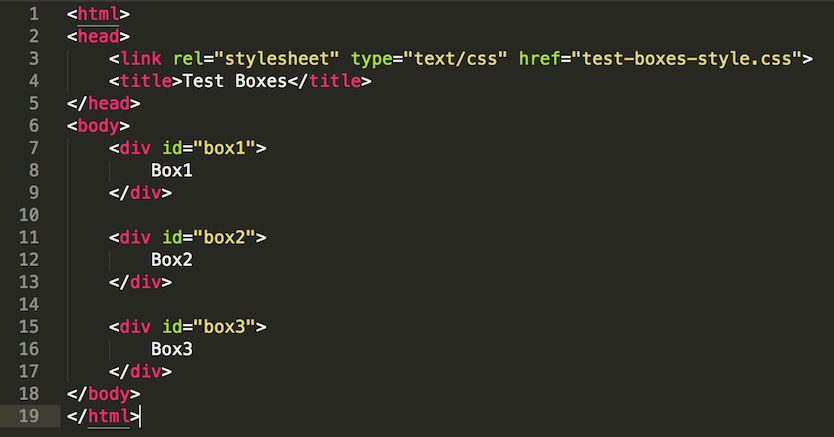 1 <html>
2 <head>
3 <link rel="stylesheet" type="text/css" href="test-boxes-style.css">
4 <title>Test Boxes</title>
5 </head>
6 <body>
7 <div id="box1">
8 Box1
9 </div>
10
11 <div id="box2">
12 Box2
13 </div>
14
15 <div id="box3">
16 Box3
17 </div>
18 </body>
19 </html>